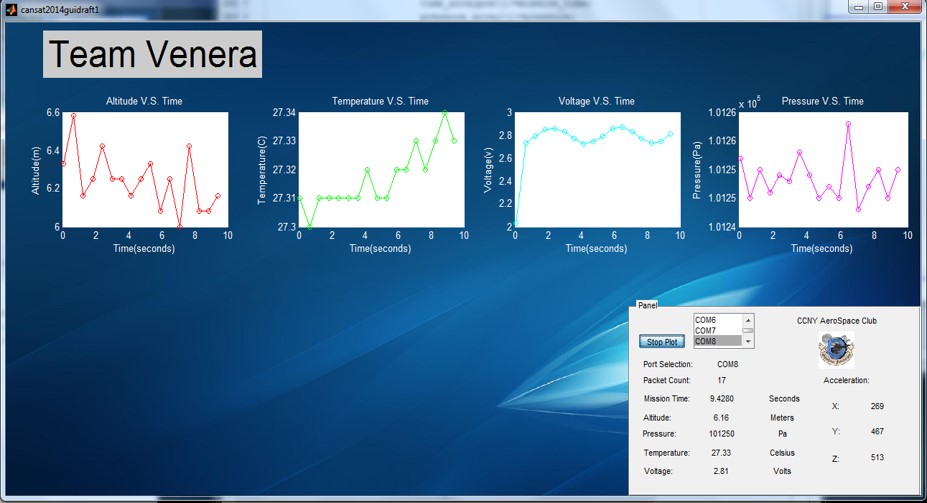 cansat2014guidraft1
Team Venera
Altitude V.S. Time
Altitude(m)
6.6
6.4
6.2
6
0 2 4 6 8 10
Time(seconds)
Temperature V.S. Time
Temperature(C)
27.34
27.33
27.32
27.31
27.3
0 2 4 6 8 10
Time(seconds)
Voltage V.S. Time
Voltage(v)
3
2.8
2.6
2.4
2.2
2
0 2 4 6 8 10
Time(seconds)
x 10^5
Pressure V.S. Time
Pressure(Pa)
1.0126
1.0126
1.0125
1.0125
1.0124
0 2 4 6 8 10
Time(seconds)
Panel
COM6
COM7
COM8
Stop Plot
CCNY AeroSpace Club
Port Selection: COM8
Packet Count: 17
Acceleration:
Mission Time: 9.4280 Seconds
X: 269
Altitude: 6.16 Meters
Y: 467
Pressure: 101250 Pa
Temperature: 27.33 Celsius
Z: 513
Voltage: 2.81 Volts